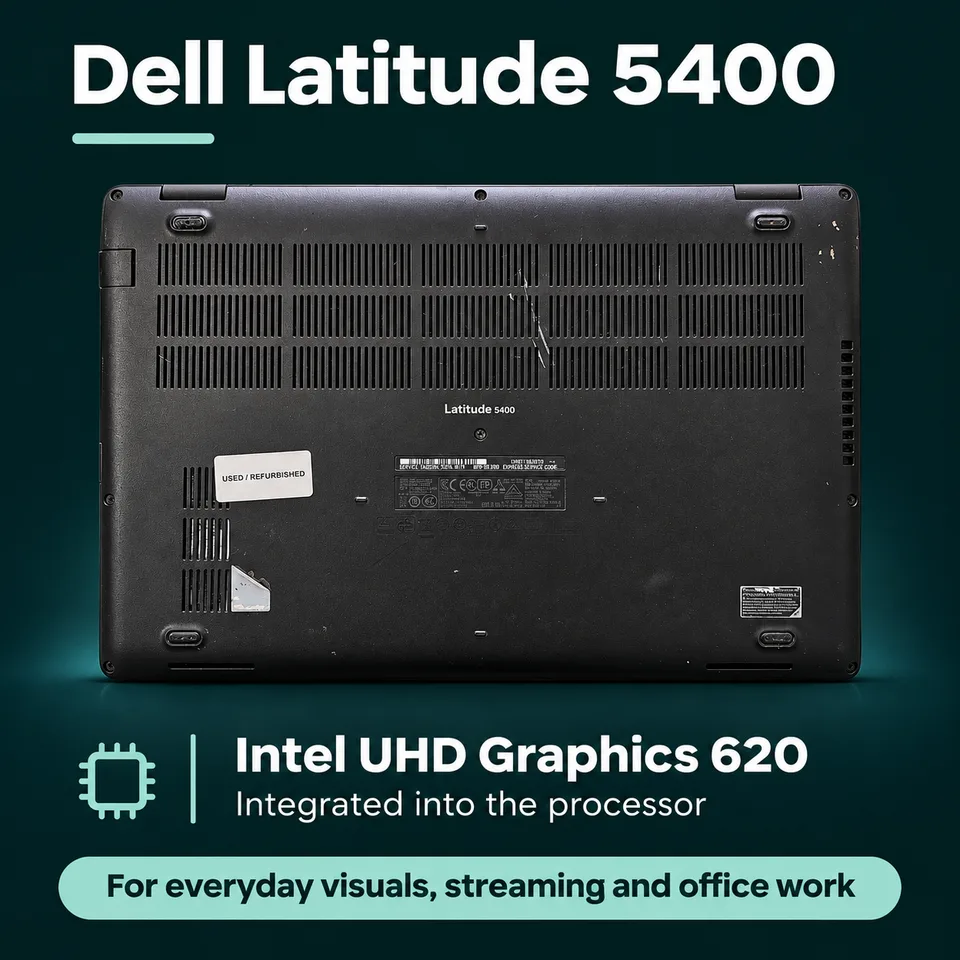 Dell Latitude 5400
Latitude 5400
USED / REFURBISHED
Intel UHD Graphics 620
Integrated into the processor
For everyday visuals, streaming and office work